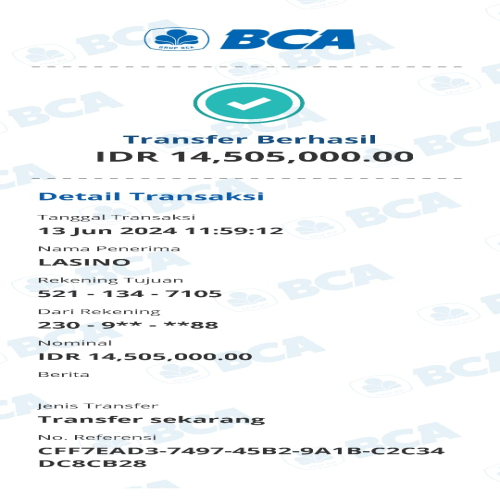 GRUP BCA
BCA
Transfer Berhasil
IDR 14,505,000.00
Detail Transaksi
Tanggal Transaksi
13 Jun 2024 11:59:12
Nama Penerima
LASINO
Rekening Tujuan
521 - 134 - 7105
Dari Rekening
230 - 9** - **88
Nominal
IDR 14,505,000.00
Berita
Jenis Transfer
Transfer sekarang
No. Referensi
CFF7EAD3-7497-45B2-9A1B-C2C34
DC8CB28